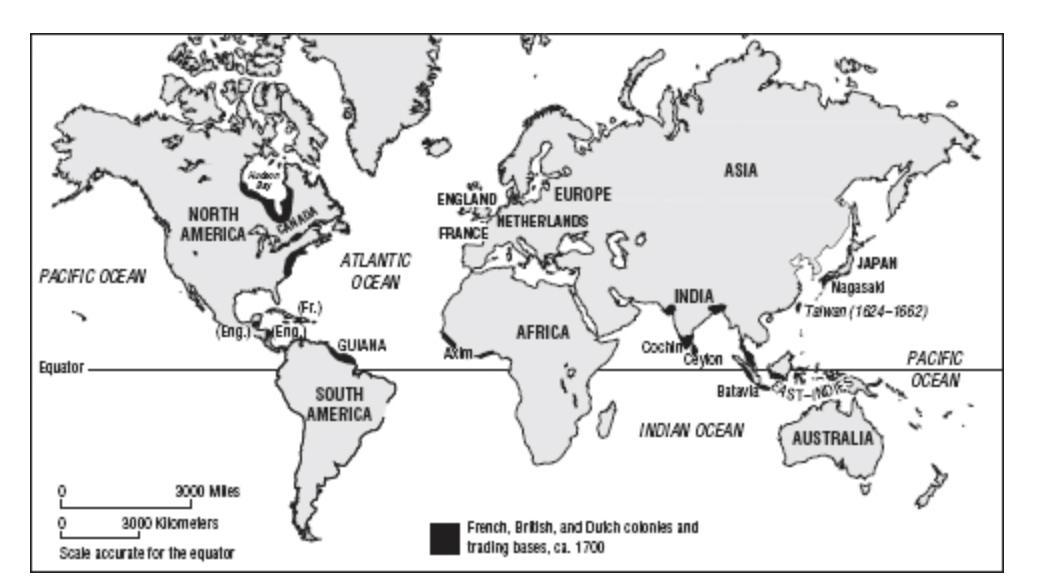 Hudson
Bay
ASIA
ENGLAND
EUROPE
NORTH
AMERICA
CANADA
NETHERLANDS
FRANCE
PACIFIC OCEAN
ATLANTIC
OCEAN
JAPAN
Nagasaki
INDIA
Taiwan (1624–1662)
(Fr.)
(Eng.)
(Eng.)
AFRICA
GUIANA
Axim
Cochin
Ceylon
Equator
PACIFIC
OCEAN
SOUTH
AMERICA
Batavia
EAST-INDIES
INDIAN OCEAN
AUSTRALIA
0 3000 Miles
0 3000 Kilometers
Scale accurate for the equator
French, British, and Dutch colonies and
trading bases, ca. 1700